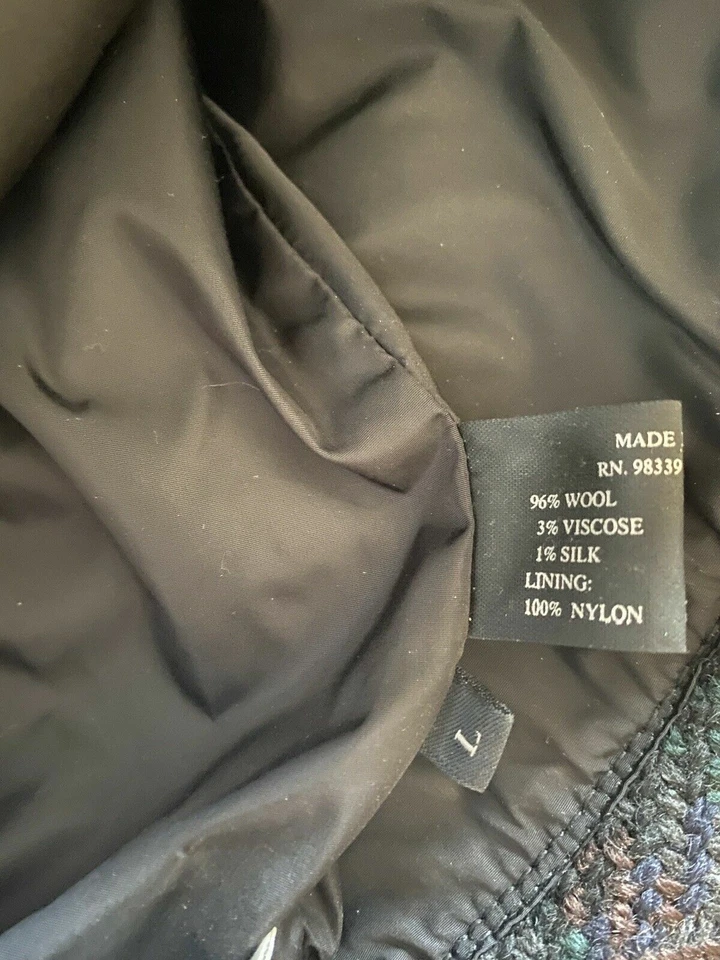 MADE
RN. 98339
96% WOOL
3% VISCOSE
1% SILK
LINING:
100% NYLON
L